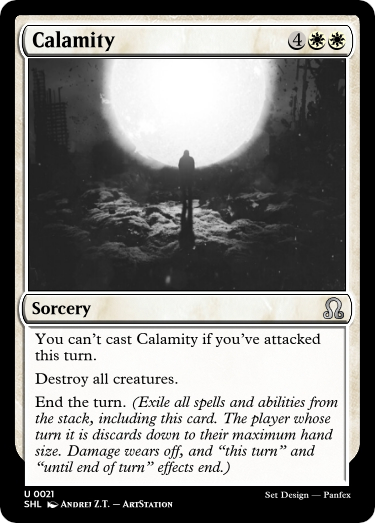 Calamity 4
Sorcery
You can't cast Calamity if you've attacked
this turn.
Destroy all creatures.
End the turn. (Exile all spells and abilities from
the stack, including this card. The player whose
turn it is discards down to their maximum hand
size. Damage wears off, and “this turn” and
“until end of turn” effects end.)
U 0021
SHL Andrei Z.T. — ArtStation
Set Design — Panfex